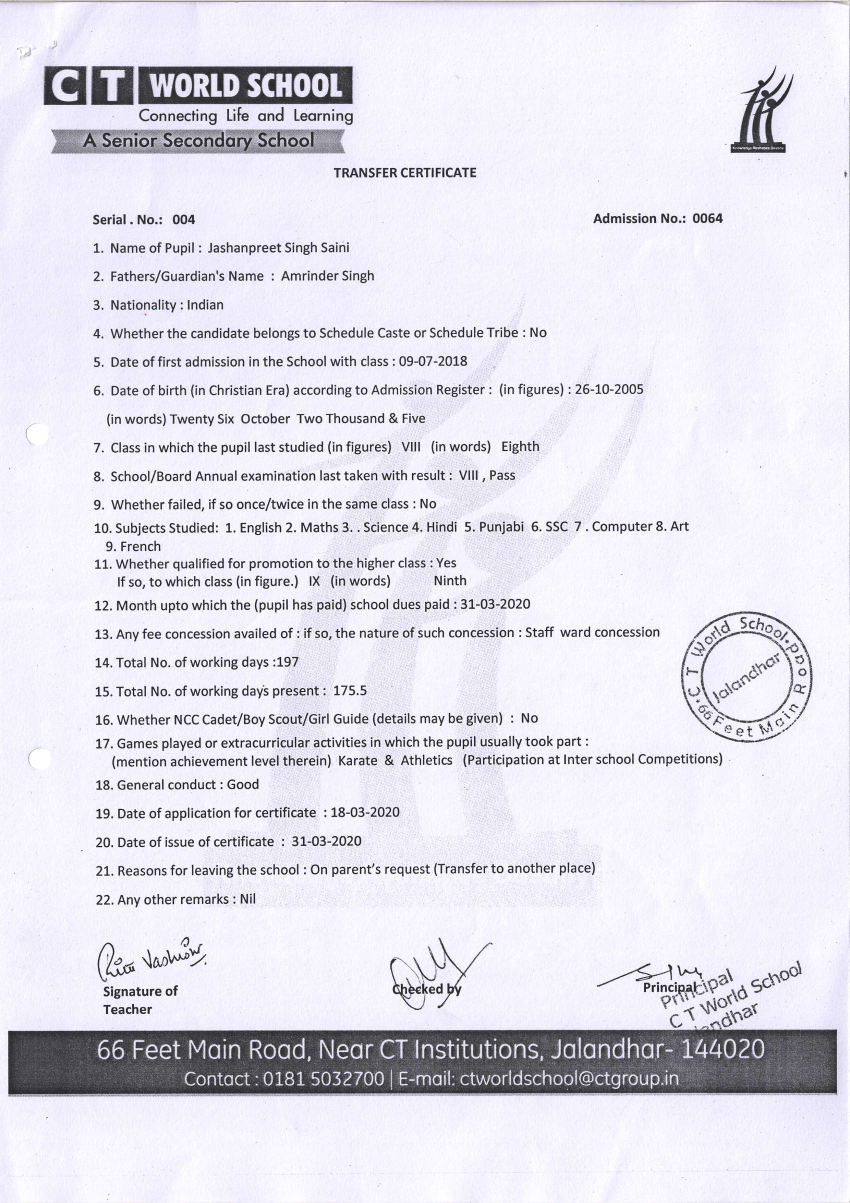 CT WORLD SCHOOL
Connecting Life and Learning
A Senior Secondary School
Knowledge Reshapes Destiny
TRANSFER CERTIFICATE
Serial . No.: 004 Admission No.: 0064
1. Name of Pupil : Jashanpreet Singh Saini
2. Fathers/Guardian's Name : Amrinder Singh
3. Nationality : Indian
4. Whether the candidate belongs to Schedule Caste or Schedule Tribe : No
5. Date of first admission in the School with class : 09-07-2018
6. Date of birth (in Christian Era) according to Admission Register : (in figures) : 26-10-2005
(in words) Twenty Six October Two Thousand & Five
7. Class in which the pupil last studied (in figures) VIII (in words) Eighth
8. School/Board Annual examination last taken with result : VIII , Pass
9. Whether failed, if so once/twice in the same class : No
10. Subjects Studied: 1. English 2. Maths 3. . Science 4. Hindi 5. Punjabi 6. SSC 7 . Computer 8. Art
9. French
11. Whether qualified for promotion to the higher class : Yes
If so, to which class (in figure.) IX (in words) Ninth
12. Month upto which the (pupil has paid) school dues paid : 31-03-2020
13. Any fee concession availed of : if so, the nature of such concession : Staff ward concession
14. Total No. of working days :197
15. Total No. of working days present : 175.5
16. Whether NCC Cadet/Boy Scout/Girl Guide (details may be given) : No
17. Games played or extracurricular activities in which the pupil usually took part :
(mention achievement level therein) Karate & Athletics (Participation at Inter school Competitions)
18. General conduct : Good
19. Date of application for certificate : 18-03-2020
20. Date of issue of certificate : 31-03-2020
21. Reasons for leaving the school : On parent's request (Transfer to another place)
22. Any other remarks : Nil
C T World School
66 Feet Main Road
Jalandhar
Signature of
Teacher
Checked by
Principal
Principal
C T World School
Jalandhar
66 Feet Main Road, Near CT Institutions, Jalandhar- 144020
Contact : 0181 5032700 | E-mail: ctworldschool@ctgroup.in